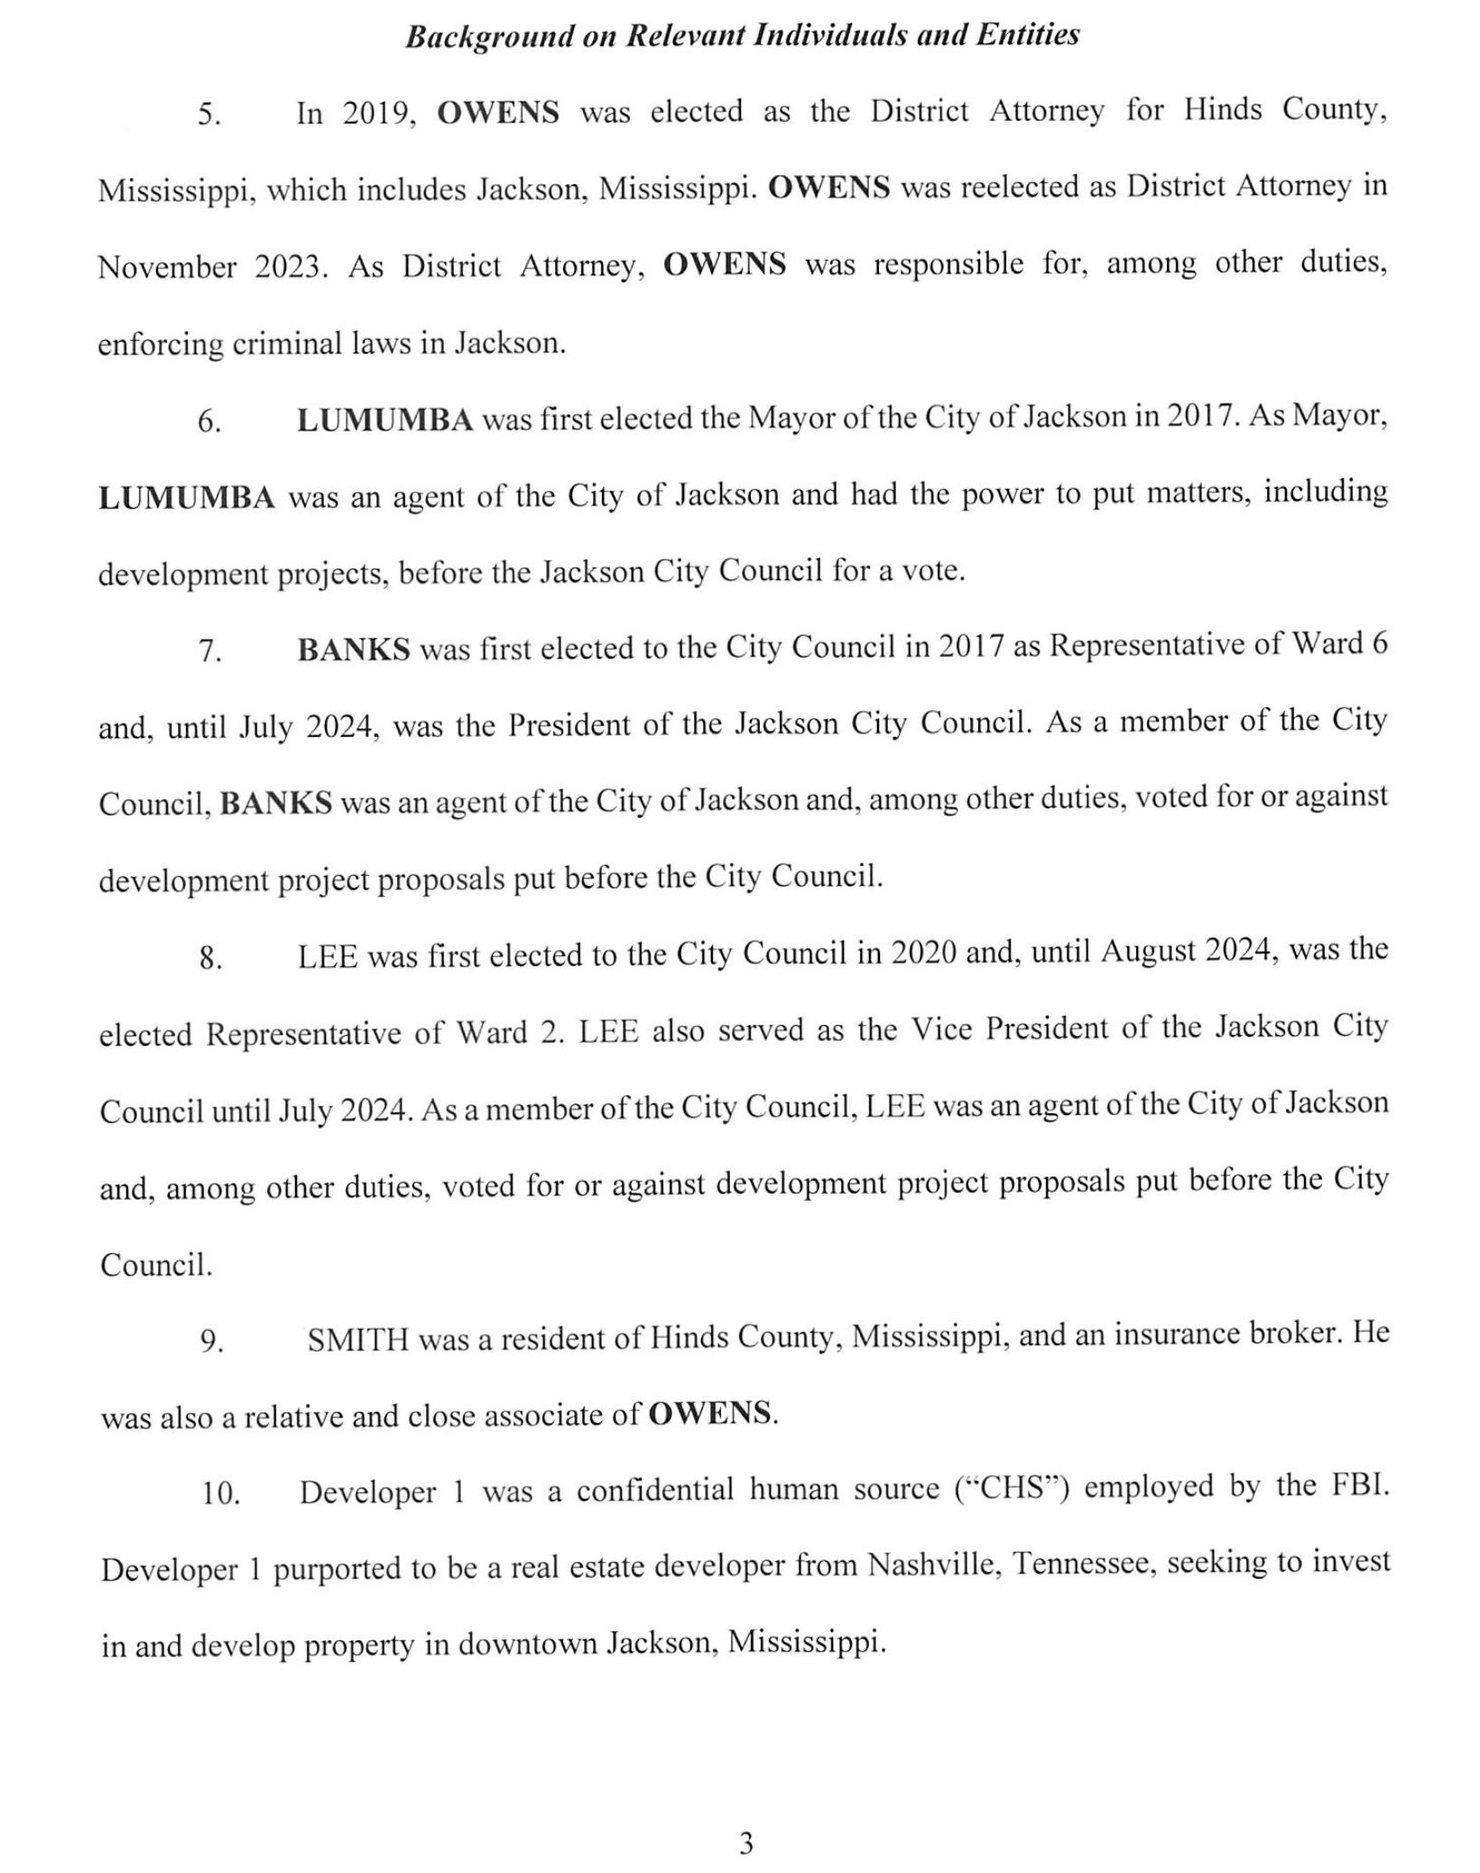 Background on Relevant Individuals and Entities
5. In 2019, OWENS was elected as the District Attorney for Hinds County,
Mississippi, which includes Jackson, Mississippi. OWENS was reelected as District Attorney in
November 2023. As District Attorney, OWENS was responsible for, among other duties,
enforcing criminal laws in Jackson.
6. LUMUMBA was first elected the Mayor of the City of Jackson in 2017. As Mayor,
LUMUMBA was an agent of the City of Jackson and had the power to put matters, including
development projects, before the Jackson City Council for a vote.
7. BANKS was first elected to the City Council in 2017 as Representative of Ward 6
and, until July 2024, was the President of the Jackson City Council. As a member of the City
Council, BANKS was an agent of the City of Jackson and, among other duties, voted for or against
development project proposals put before the City Council.
8. LEE was first elected to the City Council in 2020 and, until August 2024, was the
elected Representative of Ward 2. LEE also served as the Vice President of the Jackson City
Council until July 2024. As a member of the City Council, LEE was an agent of the City of Jackson
and, among other duties, voted for or against development project proposals put before the City
Council.
9. SMITH was a resident of Hinds County, Mississippi, and an insurance broker. He
was also a relative and close associate of OWENS.
10. Developer 1 was a confidential human source (“CHS”) employed by the FBI.
Developer 1 purported to be a real estate developer from Nashville, Tennessee, seeking to invest
in and develop property in downtown Jackson, Mississippi.
3